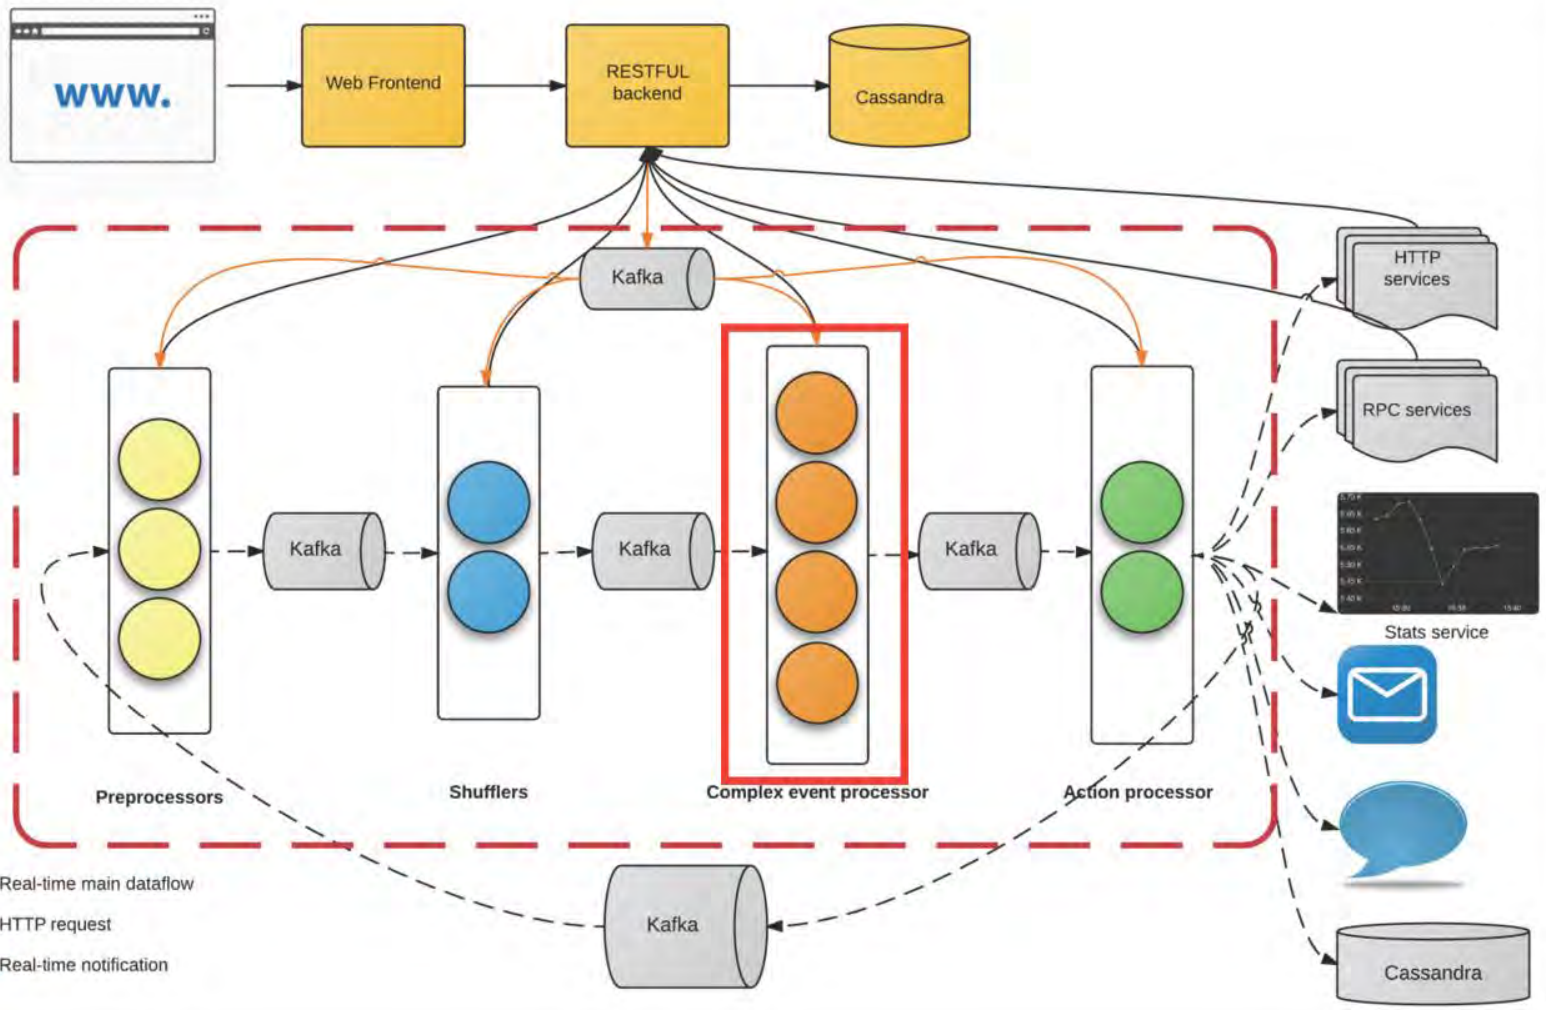 www.
Web Frontend
RESTFUL
backend
Cassandra
Kafka
HTTP
services
RPC services
Kafka
Kafka
Kafka
Stats service
Preprocessors
Shufflers
Complex event processor
Action processor
Real-time main dataflow
HTTP request
Real-time notification
Kafka
Cassandra